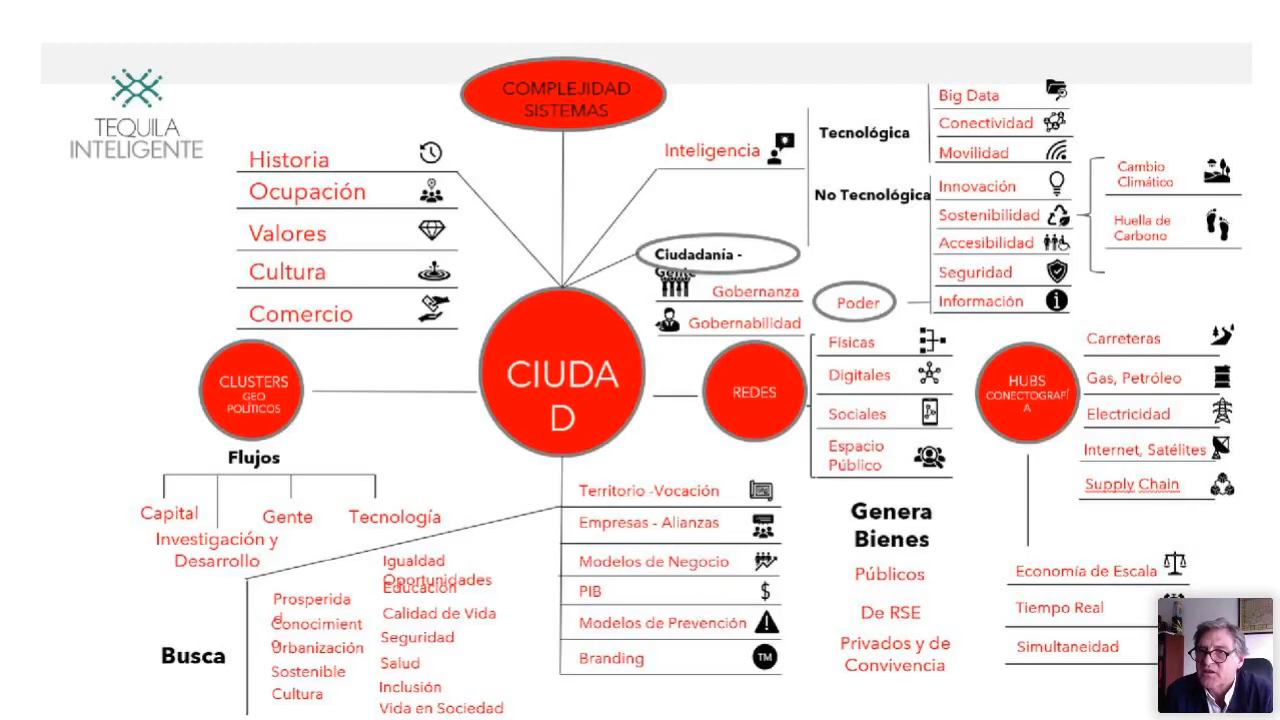 COMPLEJIDAD
SISTEMAS
TEQUILA
INTELIGENTE
Historia
Ocupación
Valores
Cultura
Comercio
Inteligencia
Tecnológica
No Tecnológica
Big Data
Conectividad
Movilidad
Innovación
Sostenibilidad
Accesibilidad
Seguridad
Información
Cambio
Climático
Huella de
Carbono
Ciudadanía -
Gente
Gobernanza
Gobernabilidad
Poder
CLUSTERS
GEO
POLÍTICOS
CIUDA
D
REDES
Físicas
Digitales
Sociales
Espacio
Público
HUBS
CONECTOGRAFÍ
A
Carreteras
Gas, Petróleo
Electricidad
Internet, Satélites
Supply Chain
Flujos
Capital
Investigación y
Desarrollo
Gente
Tecnología
Busca
Prosperida
d
Conocimient
o
Urbanización
Sostenible
Cultura
Igualdad
Oportunidades
Educación
Calidad de Vida
Seguridad
Salud
Inclusión
Vida en Sociedad
Territorio -Vocación
Empresas - Alianzas
Modelos de Negocio
PIB
$
Modelos de Prevención
Branding
TM
Genera
Bienes
Públicos
De RSE
Privados y de
Convivencia
Economía de Escala
Tiempo Real
Simultaneidad